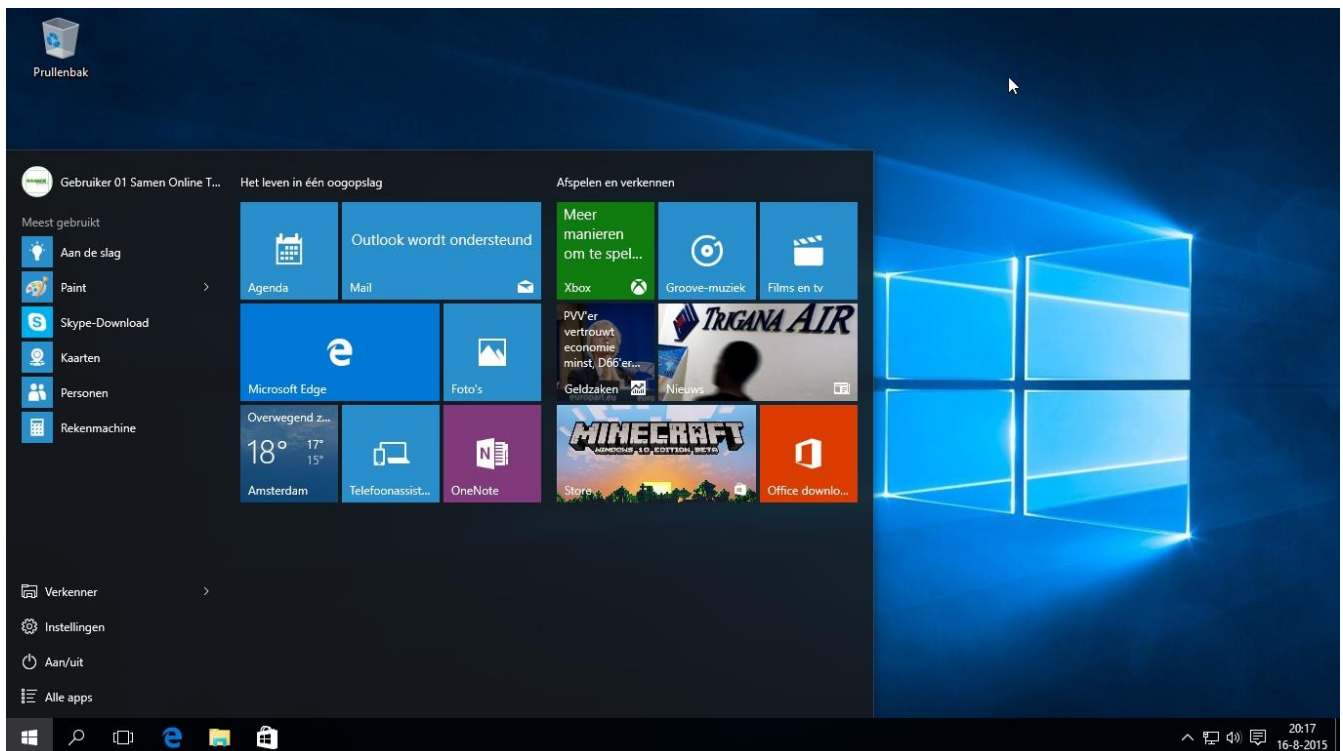 Prullenbak
Gebruiker 01 Samen Online T...
Meest gebruikt
Aan de slag
Paint
Skype-Download
Kaarten
Personen
Rekenmachine
Verkenner
Instellingen
Aan/uit
Alle apps
Het leven in één oogopslag
Agenda
Outlook wordt ondersteund
Mail
Microsoft Edge
Foto's
Overwegend z...
18° 17°
15°
Amsterdam
Telefoonassist...
OneNote
Afspelen en verkennen
Meer
manieren
om te spel...
Xbox
Groove-muziek
Films en tv
PVV'er
vertrouwt
economie
minst, D66'er...
Geldzaken
TRIGANA AIR
Nieuws
MINECRAFT
WINDOWS 10 EDITION BETA
Store
Office downlo...
20:17
16-8-2015